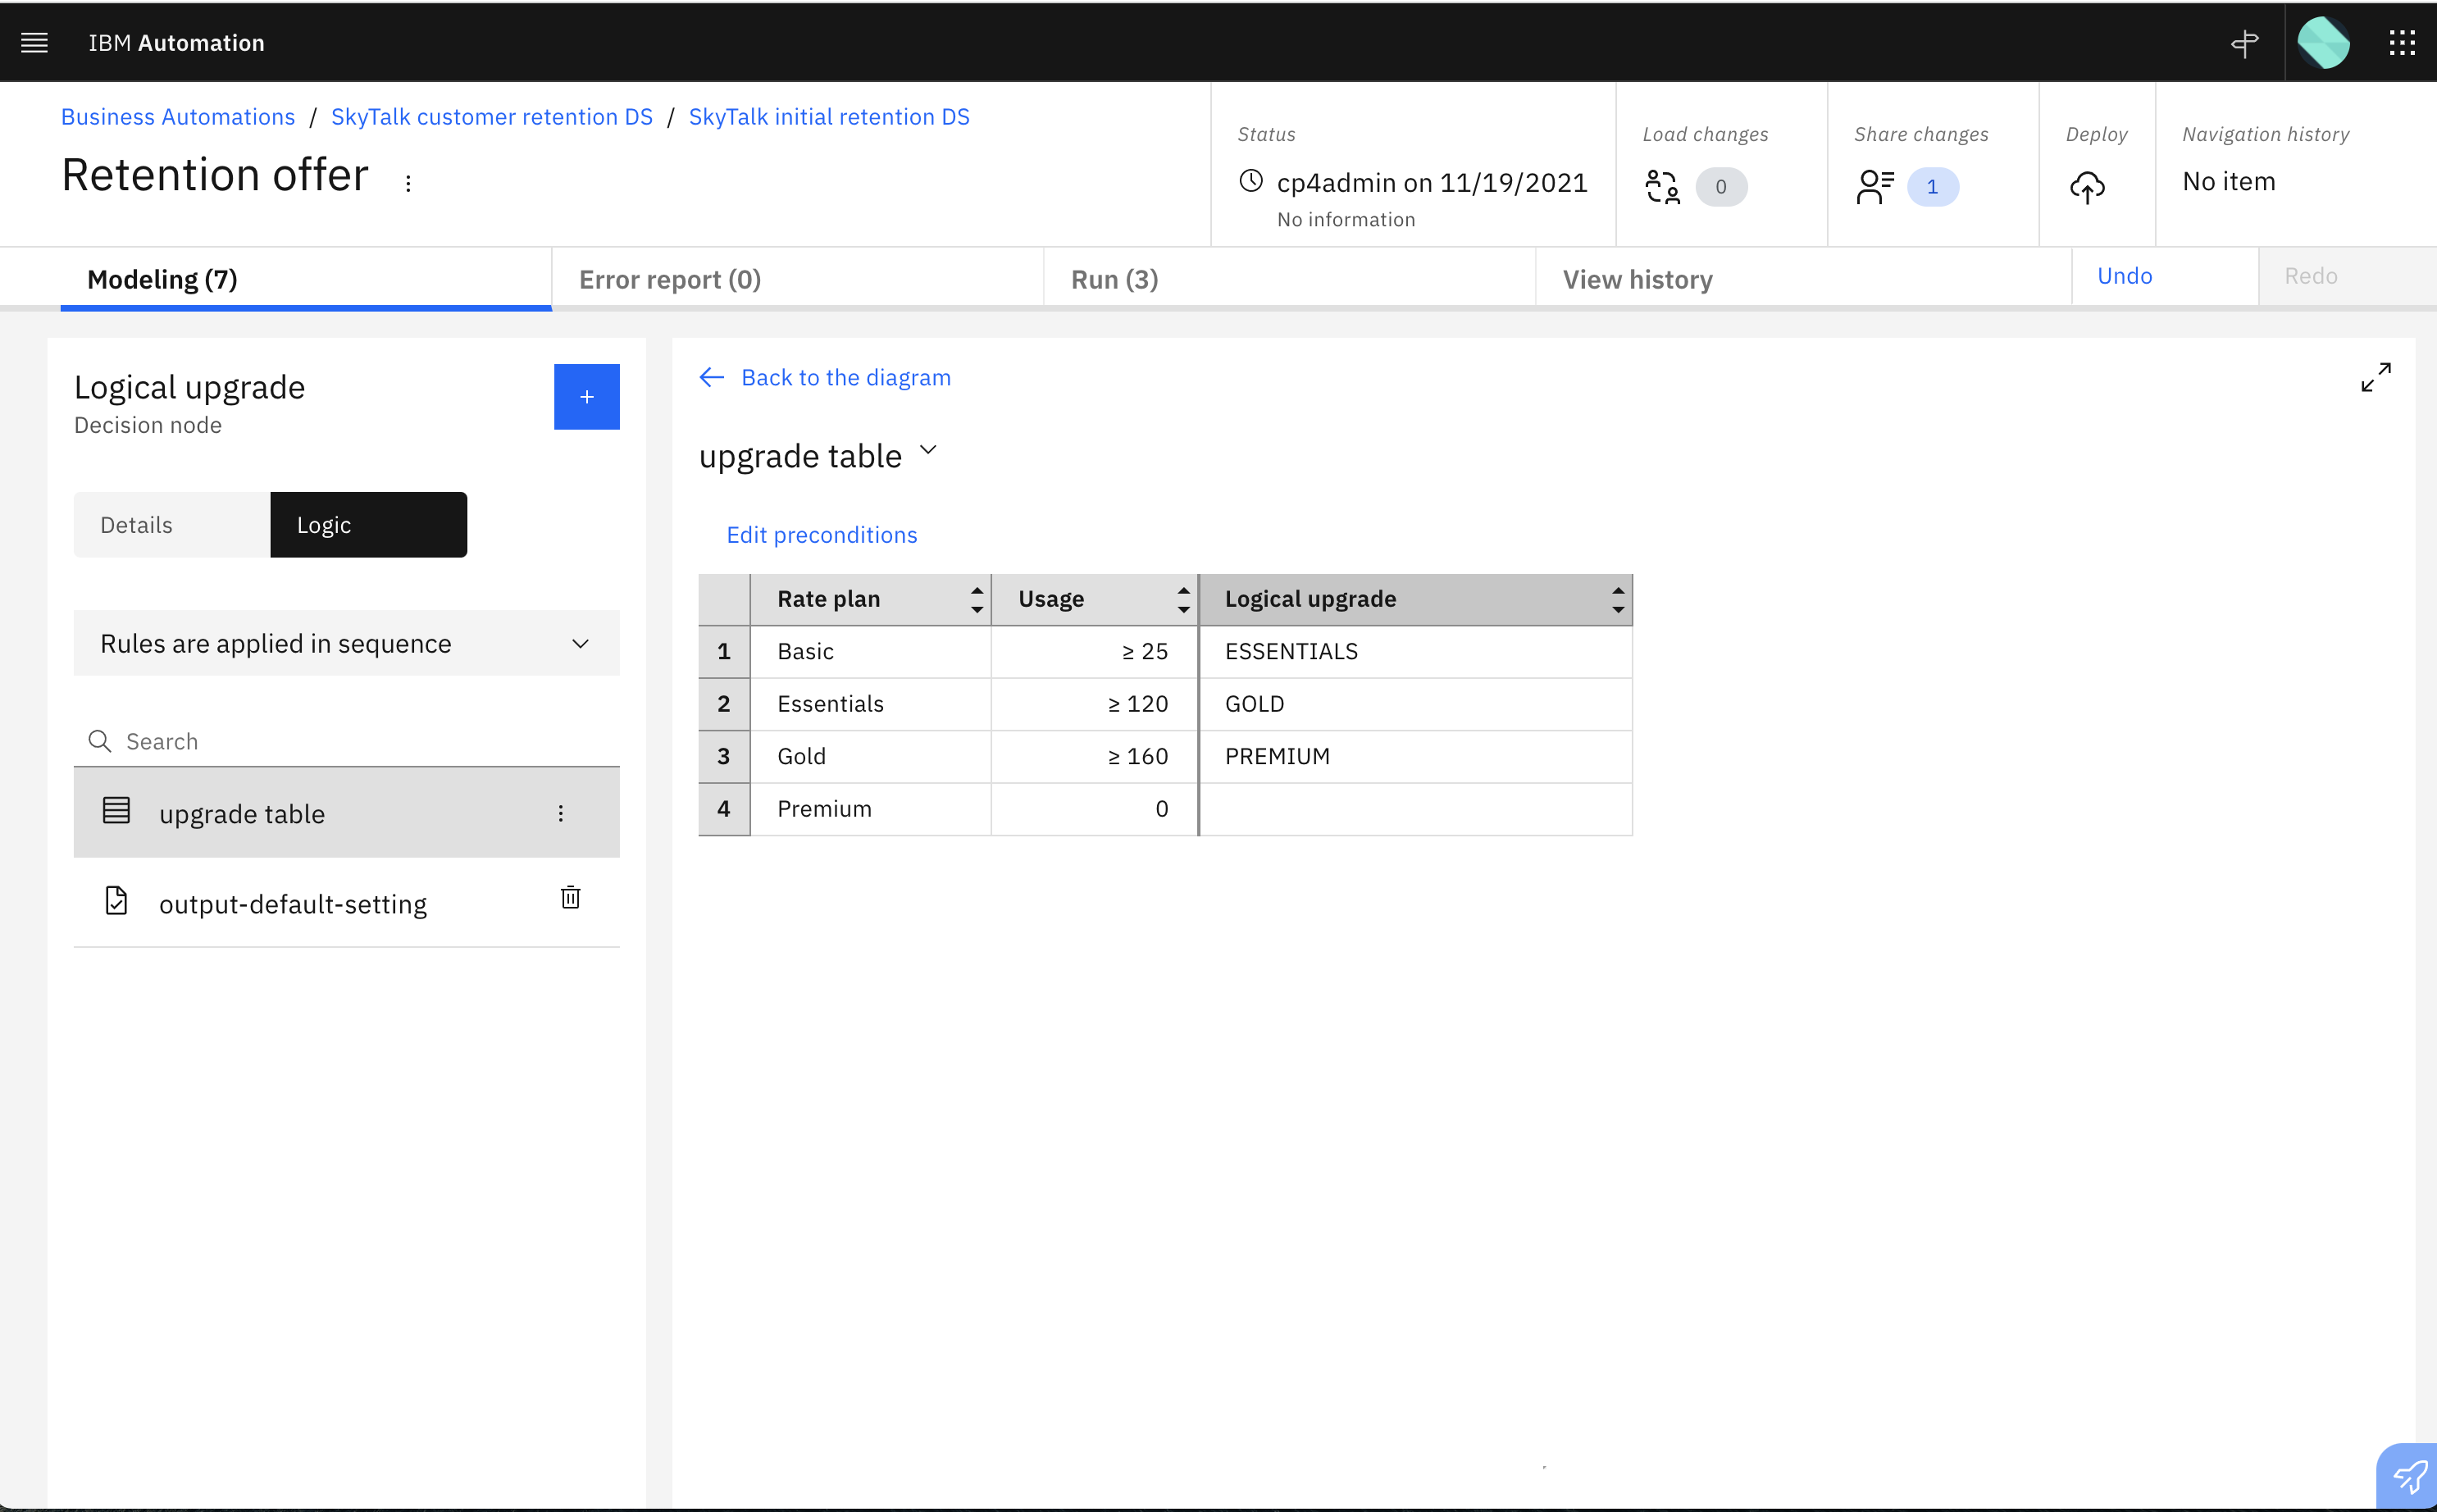 IBM Automation
Business Automations / SkyTalk customer retention DS / SkyTalk initial retention DS
Retention offer
Status
cp4admin on 11/19/2021
No information
Load changes
0
Share changes
1
Deploy
Navigation history
No item
Modeling (7)
Error report (0)
Run (3)
View history
Undo
Redo
Logical upgrade
Decision node
+
Details
Logic
Rules are applied in sequence
Search
upgrade table
output-default-setting
Back to the diagram
upgrade table
Edit preconditions
Rate plan Usage Logical upgrade
1 Basic ≥ 25 ESSENTIALS
2 Essentials ≥ 120 GOLD
3 Gold ≥ 160 PREMIUM
4 Premium 0